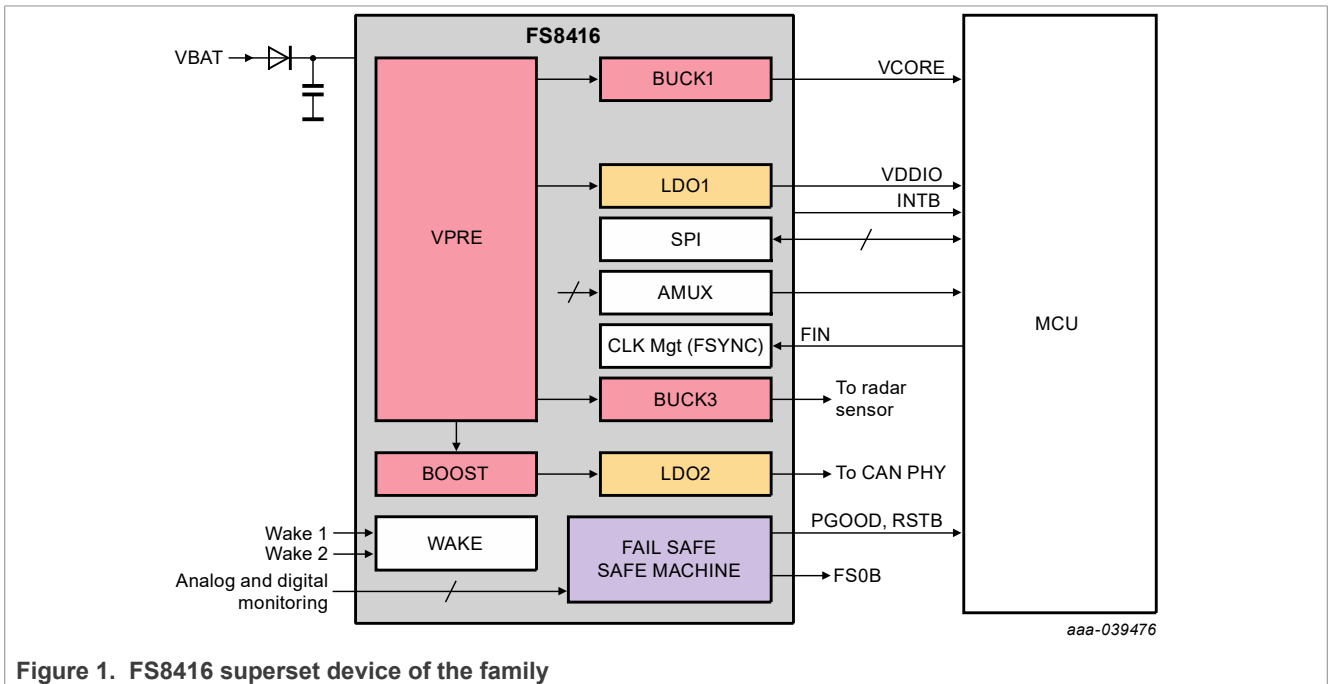 FS8416
VBAT
BUCK1
VCORE
LDO1
VDDIO
INTB
VPRE
SPI
AMUX
MCU
CLK Mgt (FSYNC)
FIN
BUCK3
To radar
sensor
BOOST
LDO2
To CAN PHY
Wake 1
Wake 2
WAKE
FAIL SAFE
SAFE MACHINE
PGOOD, RSTB
FS0B
Analog and digital
monitoring
aaa-039476
Figure 1. FS8416 superset device of the family